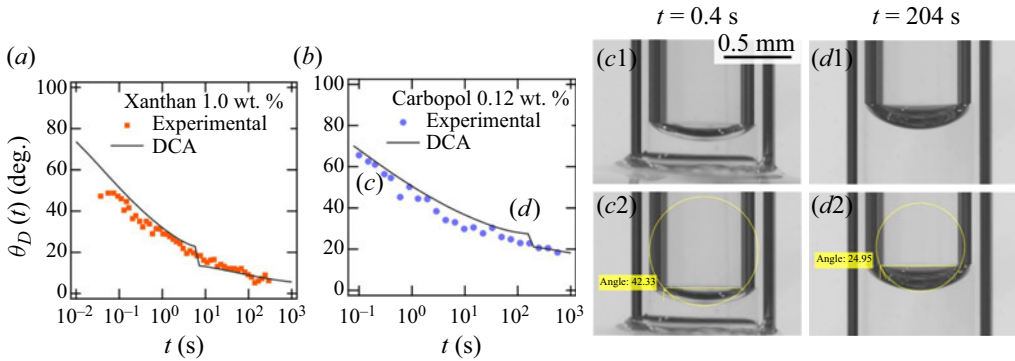 t = 0.4 s
t = 204 s
(a)
(b)
(c1)
0.5 mm
(d1)
100
80
60
40
20
0
θD (t) (deg.)
Xanthan 1.0 wt. %
Experimental
DCA
10−2 10−1 100 101 102 103
t (s)
100
80
60
40
20
0
Carbopol 0.12 wt. %
Experimental
DCA
(c)
(d)
10−1 100 101 102 103
t (s)
(c2)
Angle: 42.33
(d2)
Angle: 24.95